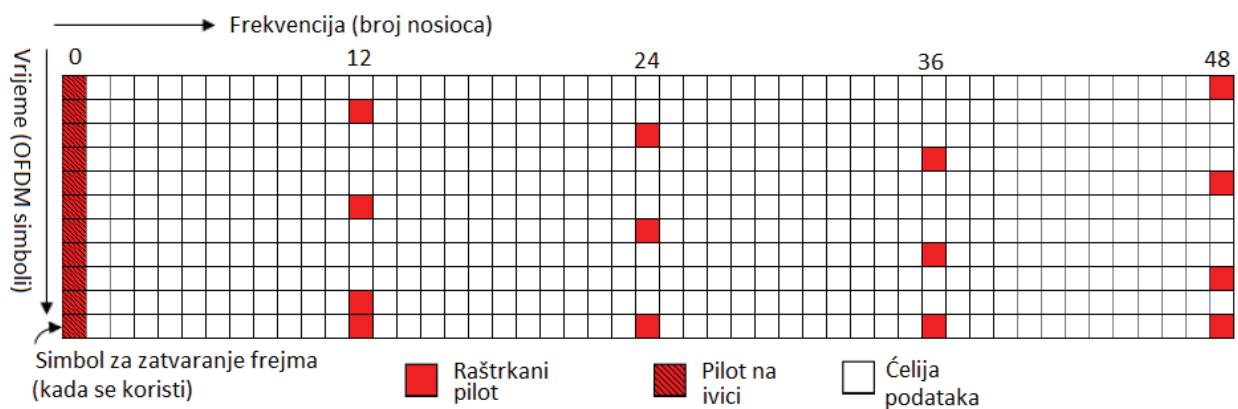 Frekvencija (broj nosioca)
0 12 24 36 48
Vrijeme (OFDM simboli)
Simbol za zatvaranje frejma
(kada se koristi)
Raštrkani
pilot
Pilot na
ivici
Ćelija
podataka